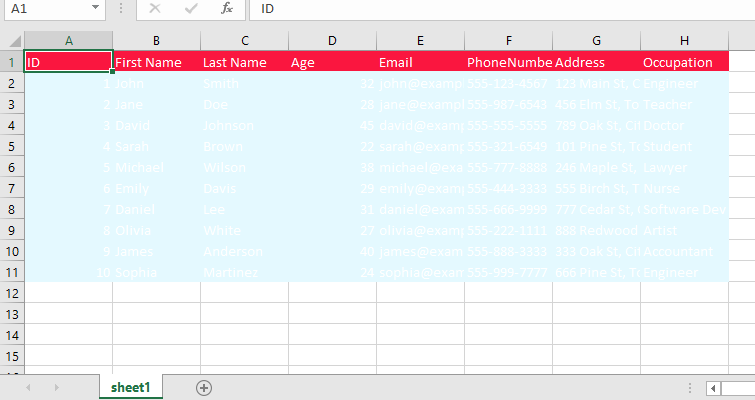 A1 fx ID
A B C D E F G H
1 ID First Name Last Name Age Email PhoneNumbe Address Occupation
2 1 John Smith 32 john@examp 555-123-4567 123 Main St, C Engineer
3 2 Jane Doe 28 jane@exampl 555-987-6543 456 Elm St, To Teacher
4 3 David Johnson 45 david@examp 555-555-5555 789 Oak St, Cit Doctor
5 4 Sarah Brown 22 sarah@examp 555-321-6549 101 Pine St, To Student
6 5 Michael Wilson 38 michael@exa 555-777-8888 246 Maple St, Lawyer
7 6 Emily Davis 29 emily@examp 555-444-3333 555 Birch St, T Nurse
8 7 Daniel Lee 31 daniel@exam 555-666-9999 777 Cedar St, Software Dev
9 8 Olivia White 27 olivia@examp 555-222-1111 888 Redwood Artist
10 9 James Anderson 40 james@exam 555-888-3333 333 Oak St, Cit Accountant
11 10 Sophia Martinez 24 sophia@exam 555-999-7777 666 Pine St, To Engineer
12
13
14
15
sheet1